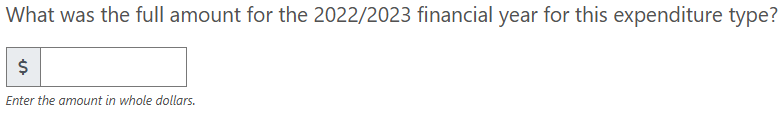 What was the full amount for the 2022/2023 financial year for this expenditure type?
$
Enter the amount in whole dollars.